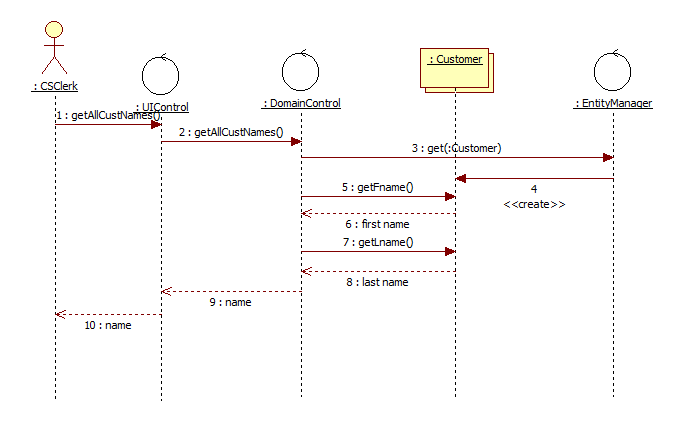 : CSClerk
: UIControl
: DomainControl
: Customer
: EntityManager
1 : getAllCustNames()
2 : getAllCustNames()
3 : get(:Customer)
4
<<create>>
5 : getFname()
6 : first name
7 : getLname()
8 : last name
9 : name
10 : name